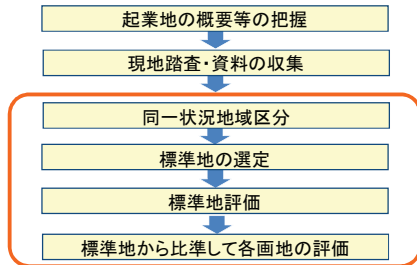 起業地の概要等の把握
現地踏査・資料の収集
同一状況地域区分
標準地の選定
標準地評価
標準地から比準して各画地の評価